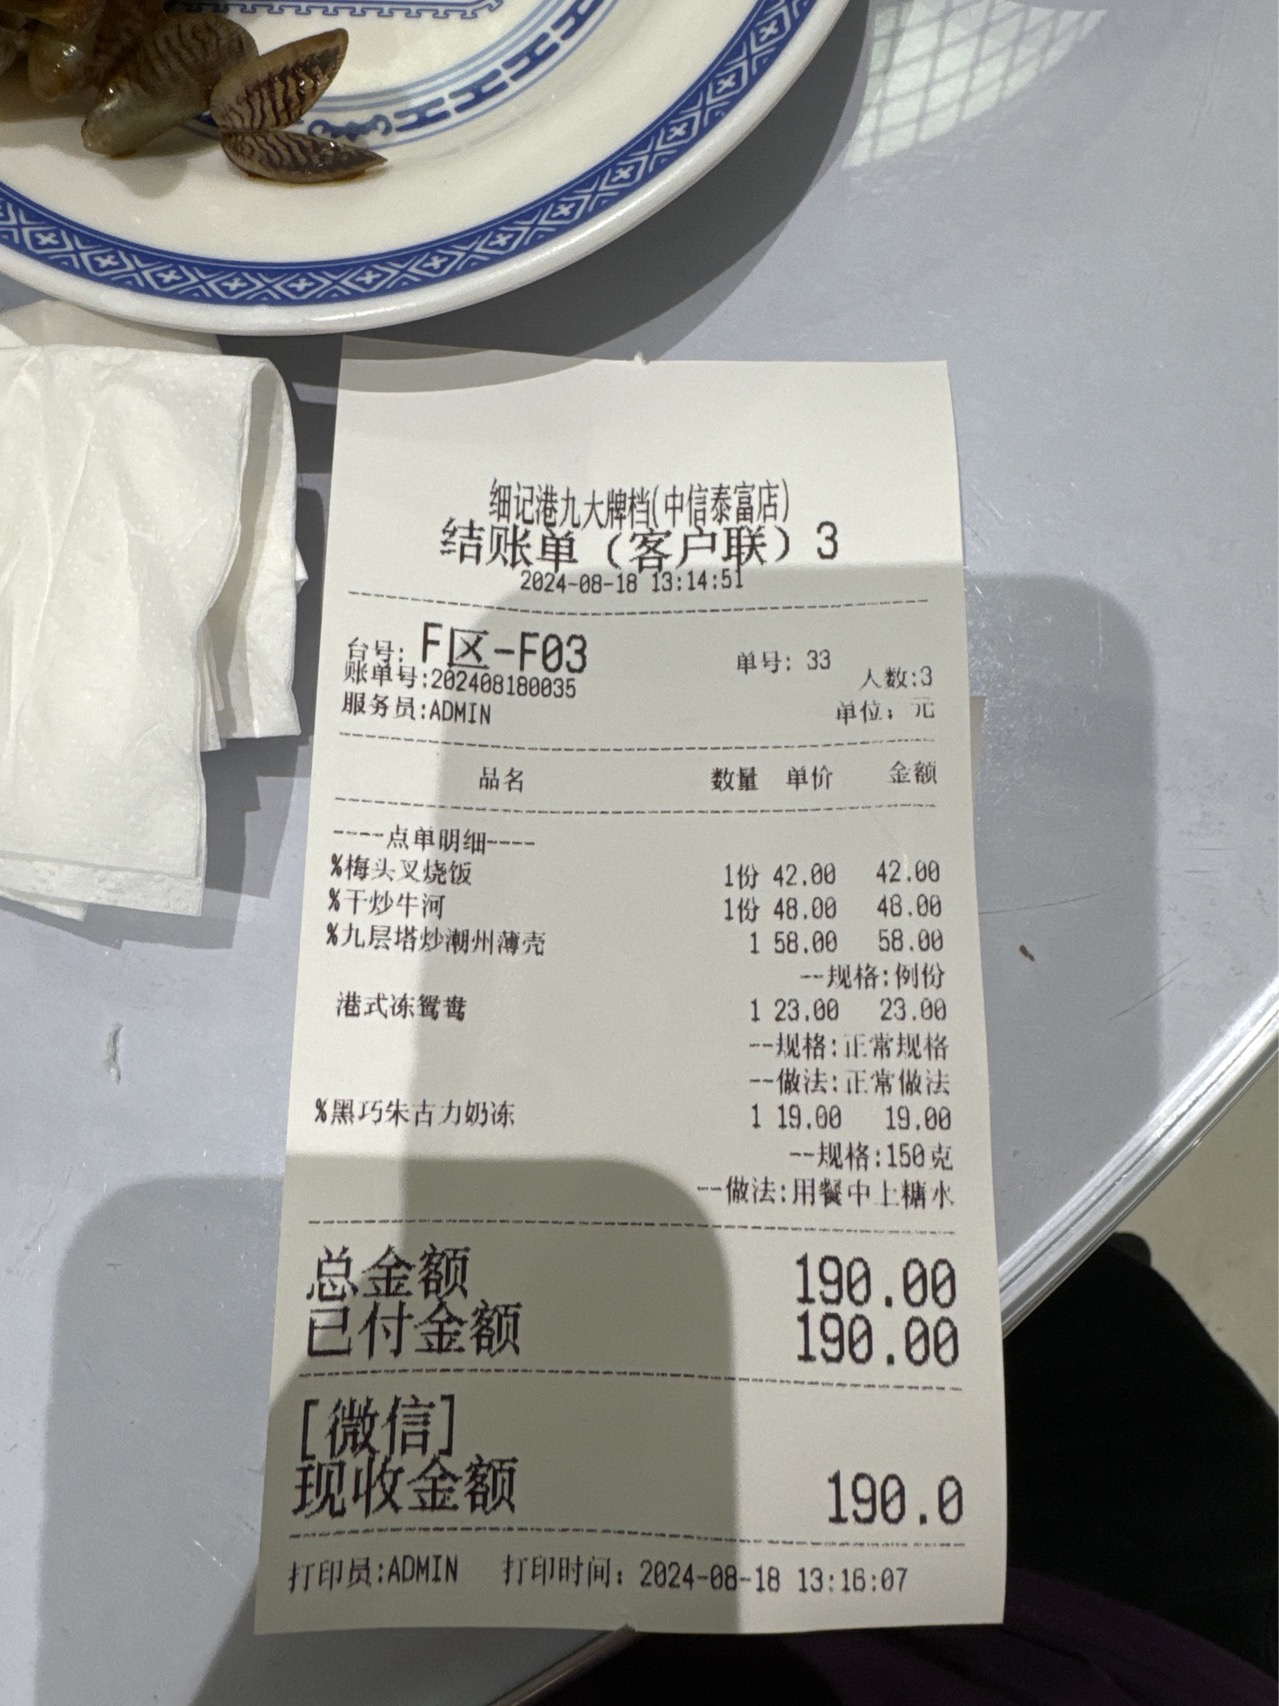 细记港九大牌档(中信泰富店)
结账单（客户联）3
2024-08-18 13:14:51
台号: F区-F03 单号: 33
账单号:202408180035 人数:3
服务员:ADMIN 单位: 元
品名 数量 单价 金额
----点单明细----
%梅头叉烧饭 1份 42.00 42.00
%干炒牛河 1份 48.00 48.00
%九层塔炒潮州薄壳 1 58.00 58.00
--规格:例份
港式冻鸳鸯 1 23.00 23.00
--规格:正常规格
--做法:正常做法
%黑巧朱古力奶冻 1 19.00 19.00
--规格:150克
--做法:用餐中上糖水
总金额 190.00
已付金额 190.00
[微信]
现收金额 190.0
打印员:ADMIN 打印时间: 2024-08-18 13:16:07